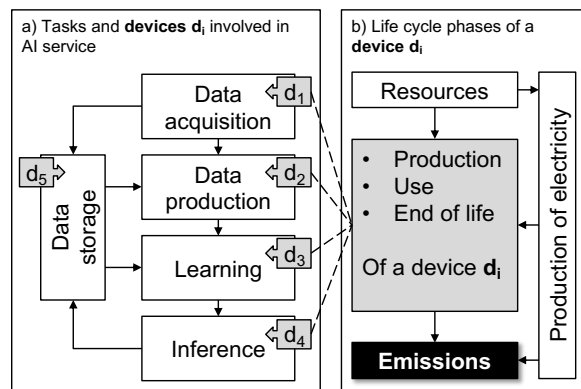 a) Tasks and devices di involved in
AI service
Data
acquisition
d1
d5
Data
production
d2
Data
storage
Learning
d3
Inference
d4
b) Life cycle phases of a
device di
Resources
• Production
• Use
• End of life
Of a device di
Production of electricity
Emissions